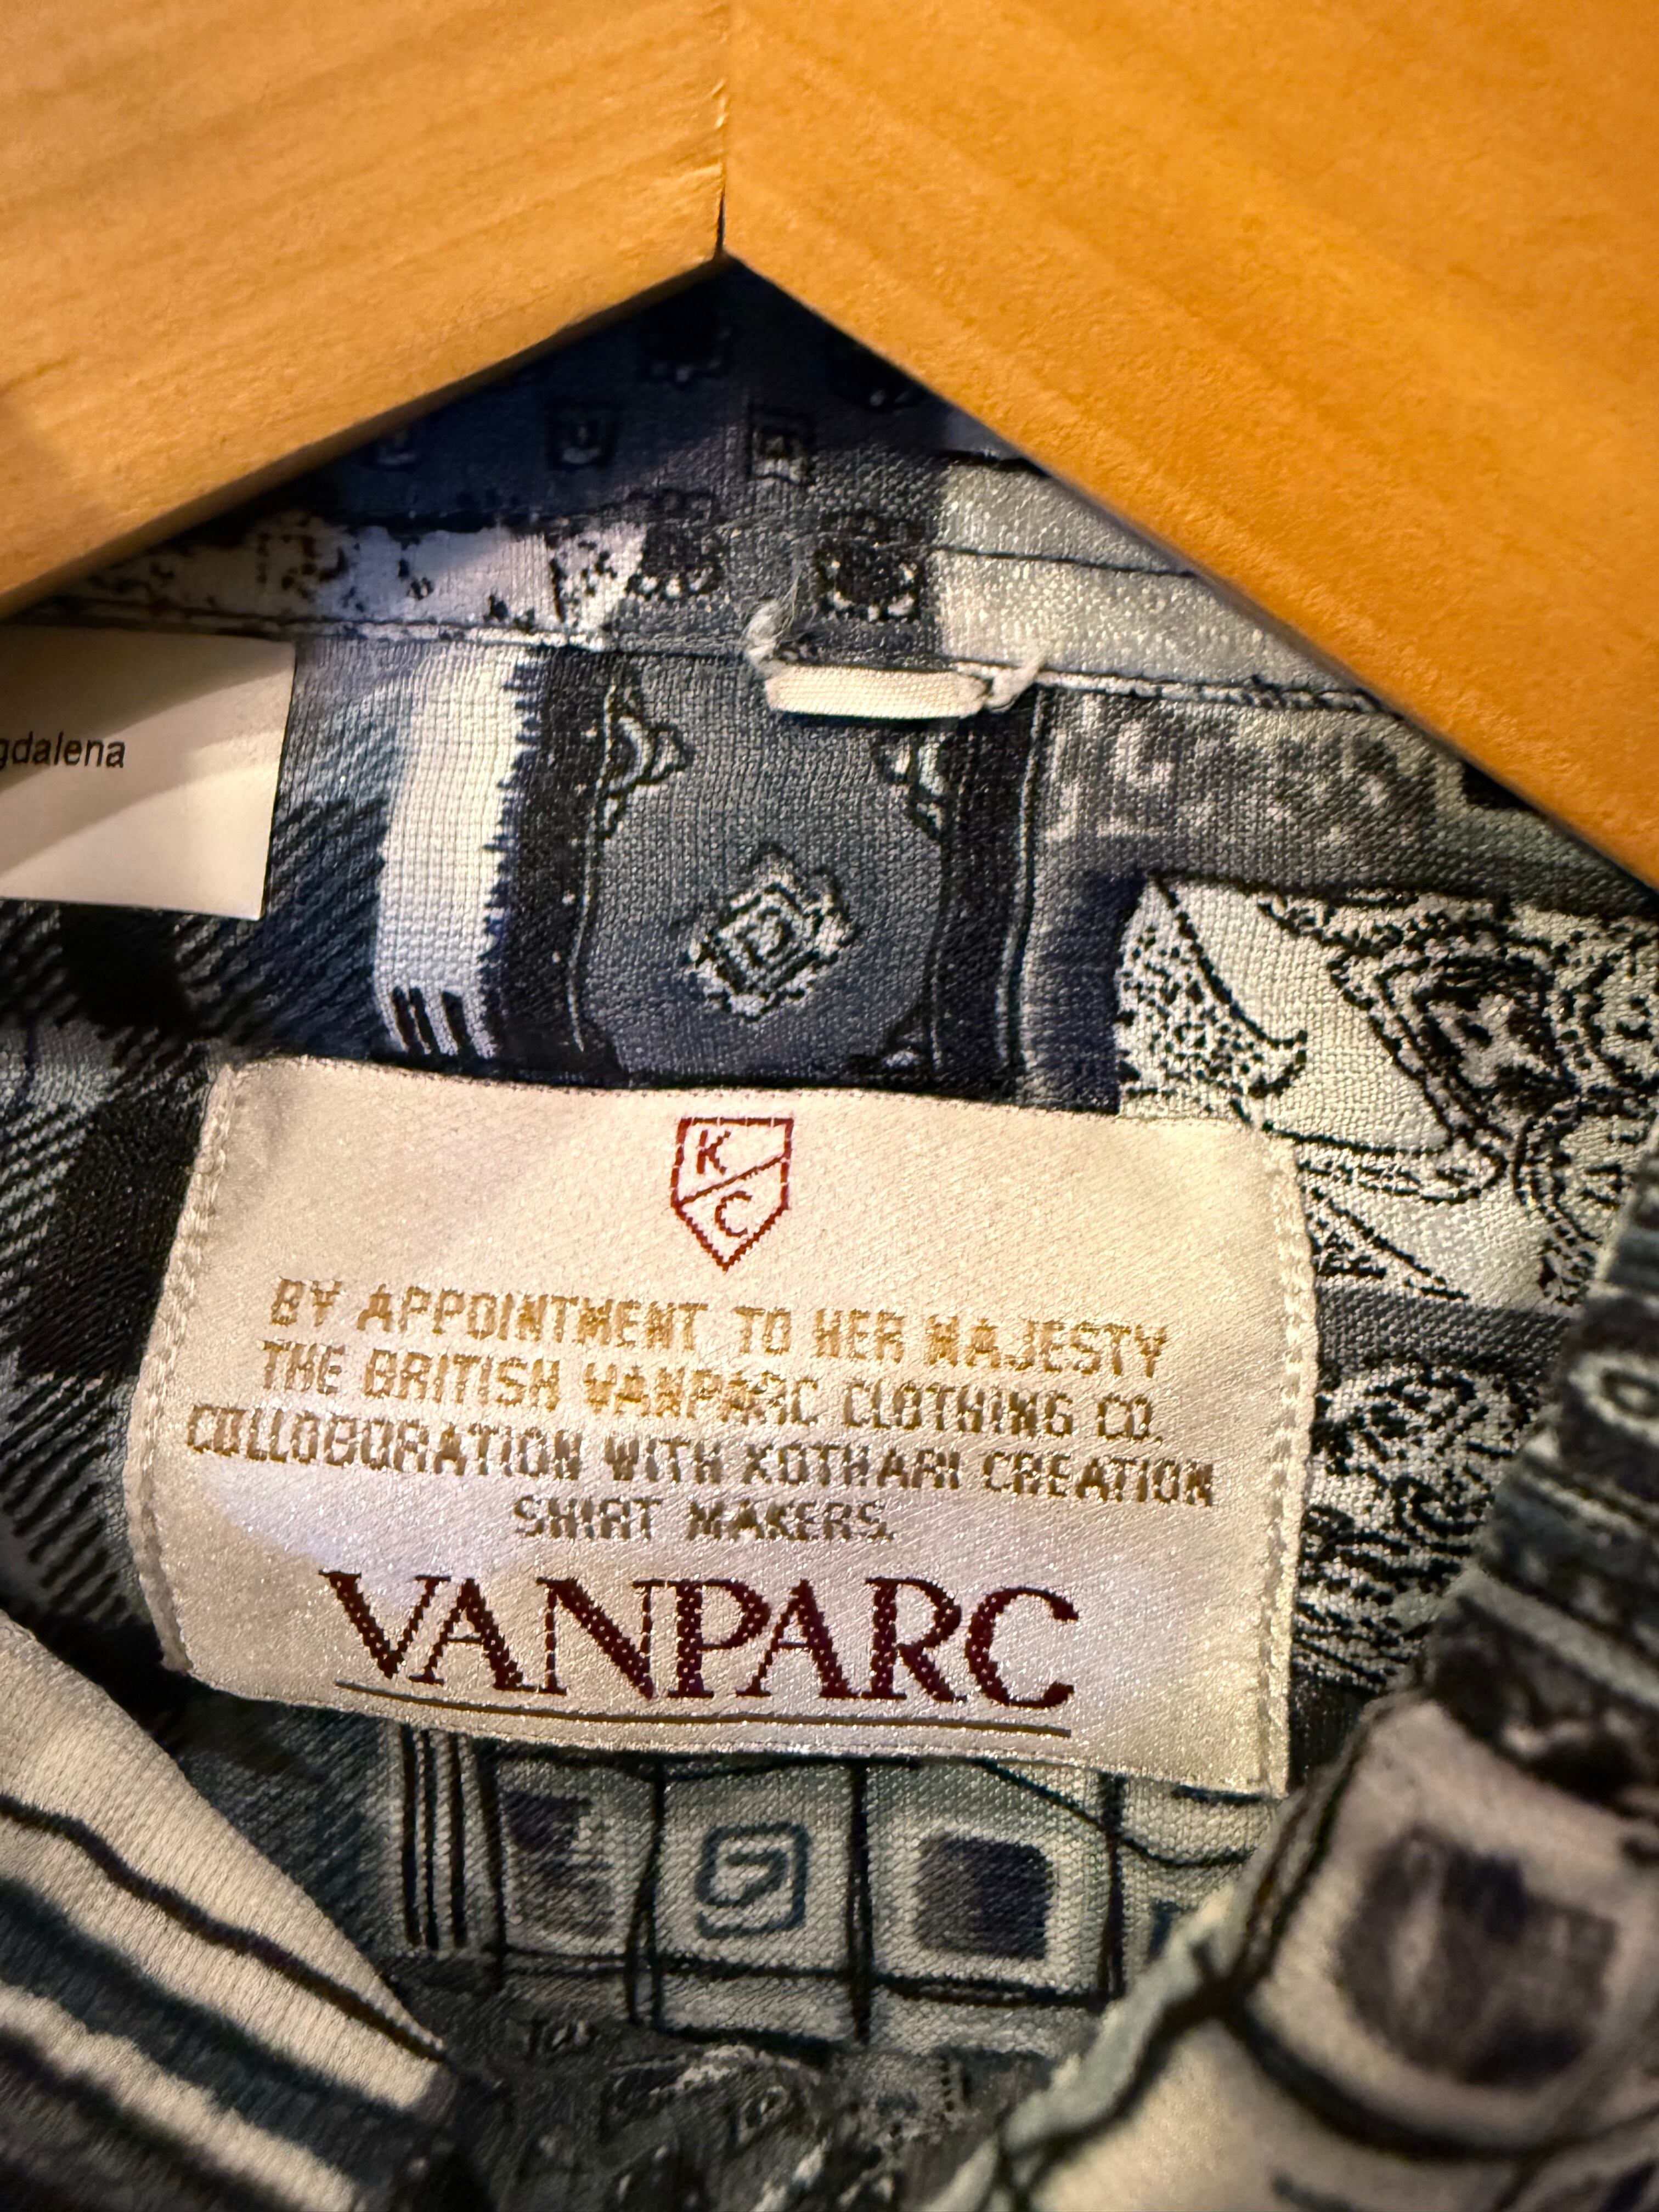 gdalena
D
K
C
BY APPOINTMENT TO HER MAJESTY
THE BRITISH VANPARC CLOTHING CO.
COLLOBORATION WITH KOTHARI CREATION
SHIRT MAKERS.
VANPARC